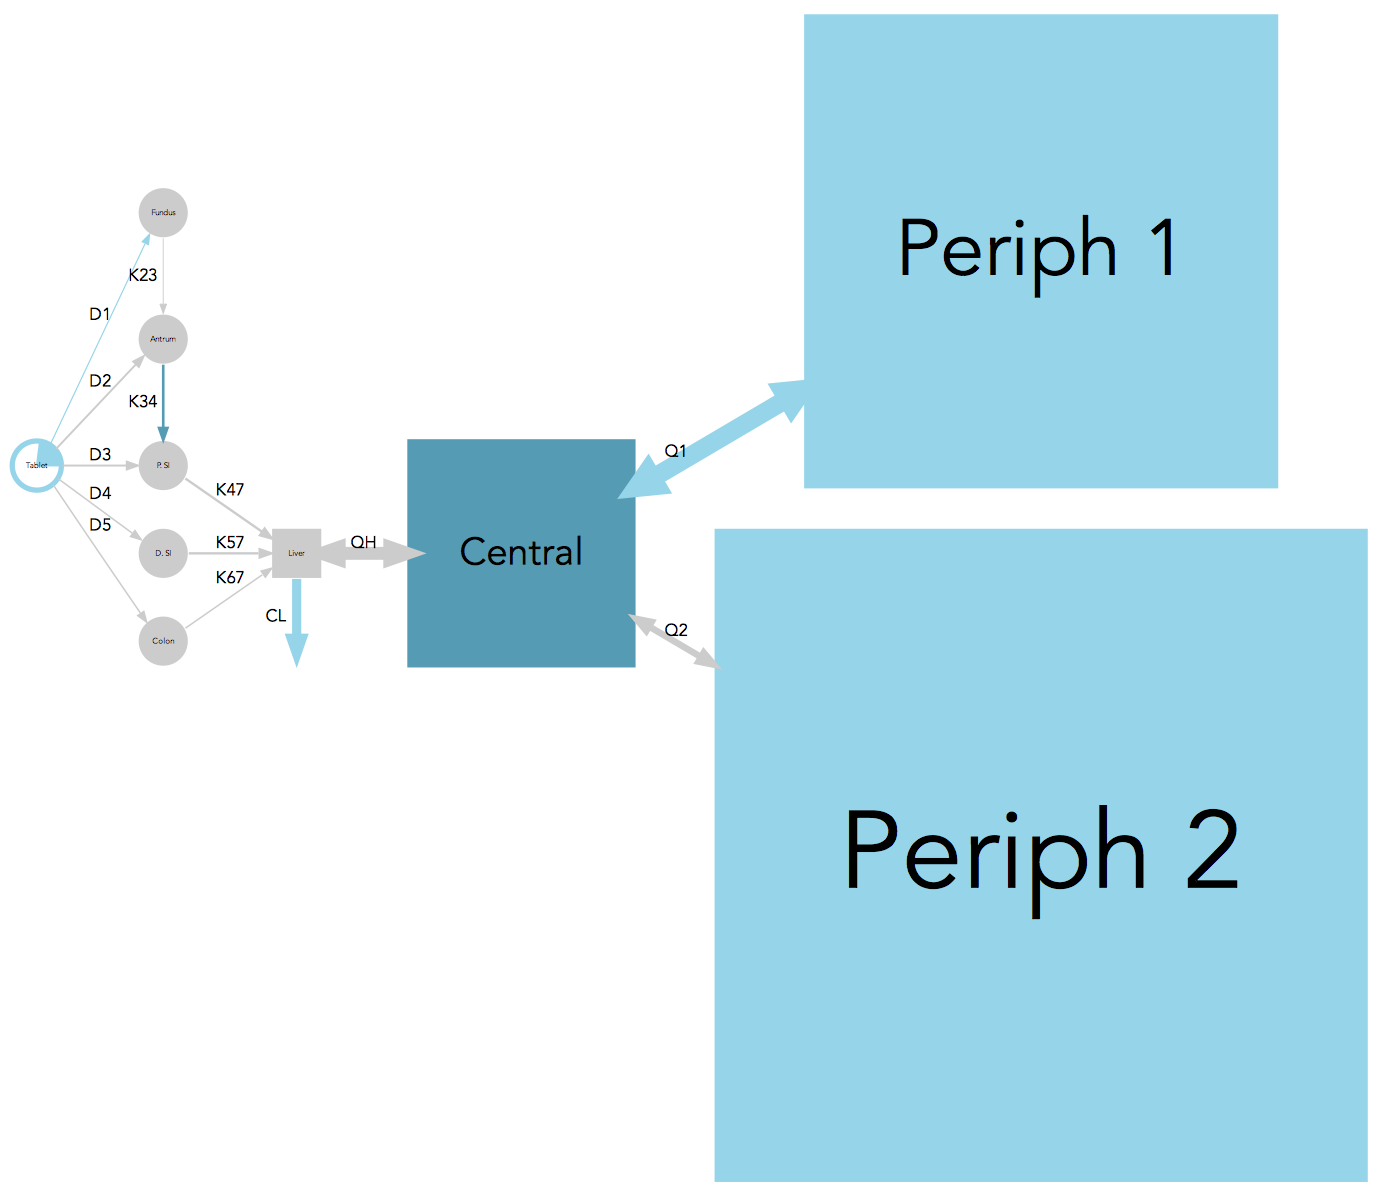 Periph 1
Fundus
K23
D1
Antrum
D2
K34
Q1
D3
Tablet
P. SI
K47
D4
D5
K57
QH
D. SI
Liver
Central
K67
CL
Q2
Colon
Periph 2